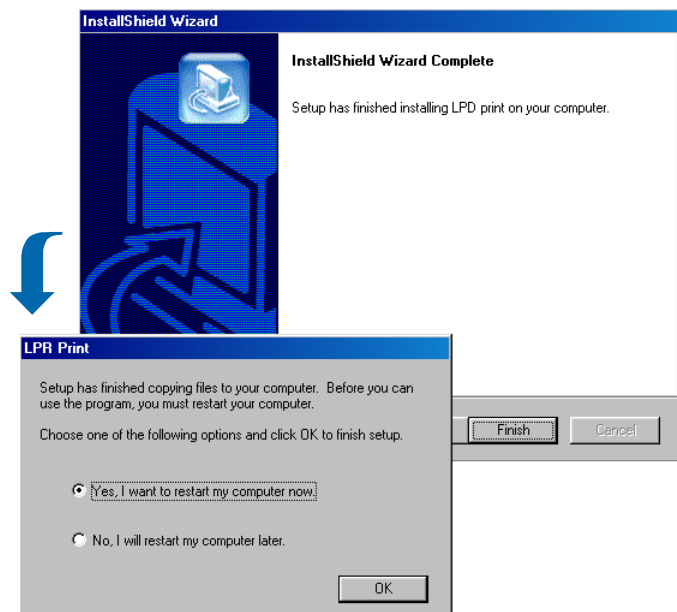 InstallShield Wizard
InstallShield Wizard Complete
Setup has finished installing LPD print on your computer.
Finish
Cancel
LPR Print
Setup has finished copying files to your computer.  Before you can
use the program, you must restart your computer.
Choose one of the following options and click OK to finish setup.
Yes, I want to restart my computer now.
No, I will restart my computer later.
OK